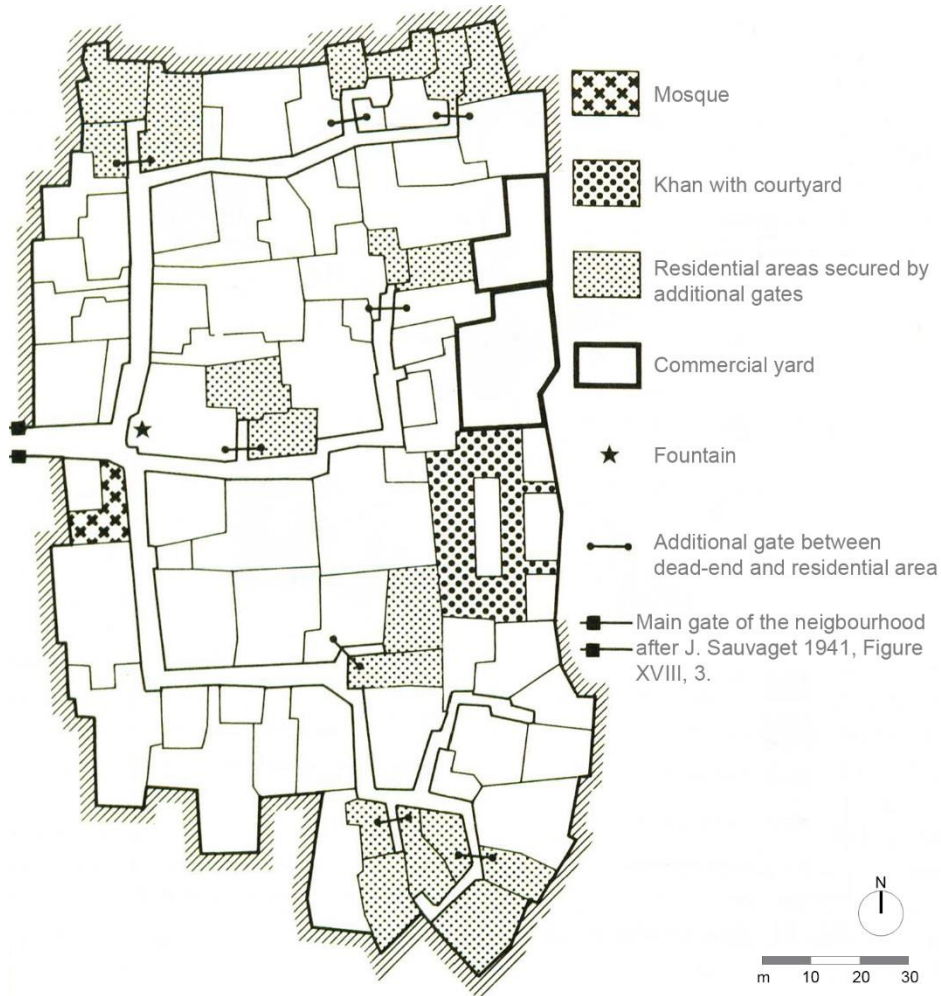 Mosque
Khan with courtyard
Residential areas secured by
additional gates
Commercial yard
Fountain
Additional gate between
dead-end and residential area
Main gate of the neigbourhood
after J. Sauvaget 1941, Figure
XVIII, 3.
N
m 10 20 30